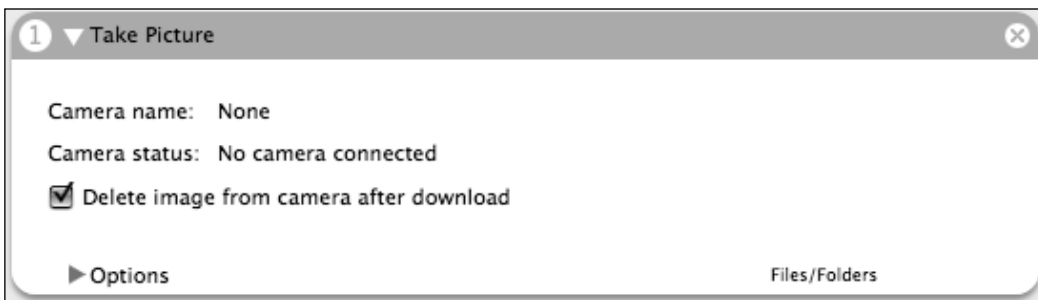 1 Take Picture
Camera name: None
Camera status: No camera connected
Delete image from camera after download
Options Files/Folders